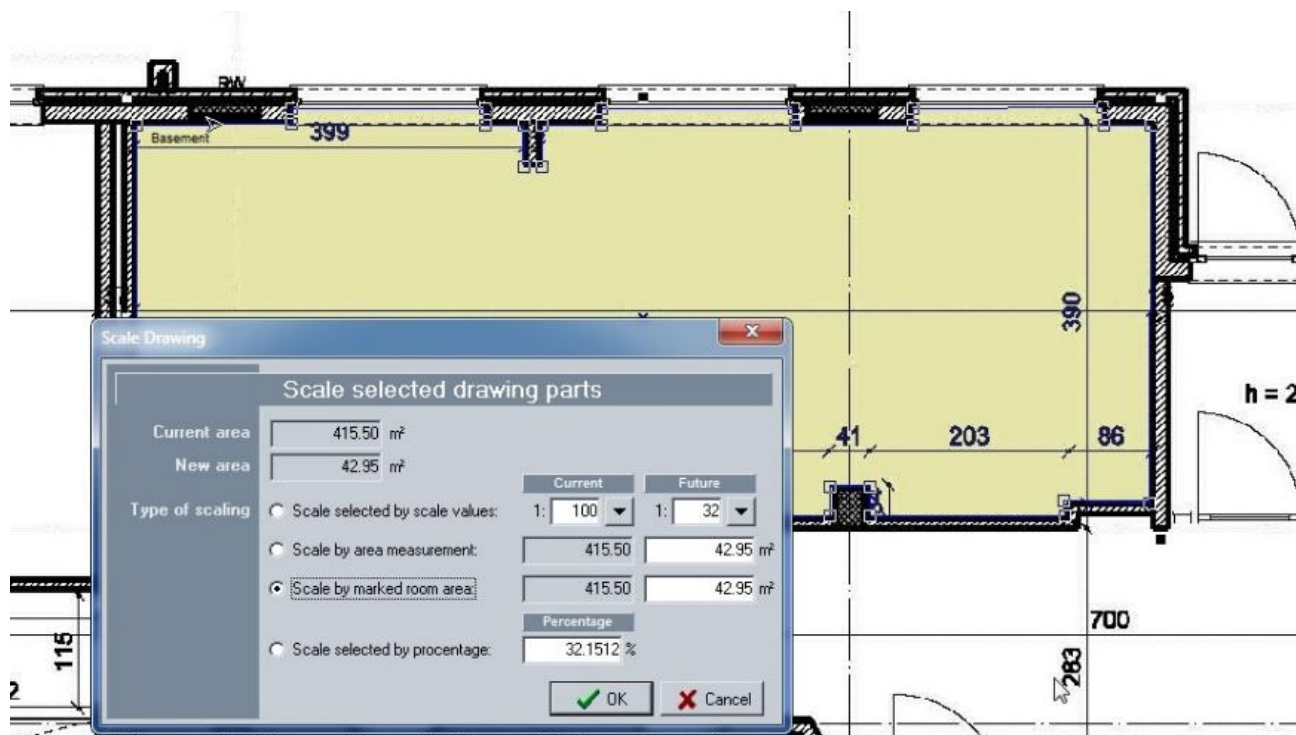 RW
Basement
399
390
41 203 86
h = 2
700
283
115
2
Scale Drawing
Scale selected drawing parts
Current area 415.50 m²
New area 42.95 m²
Current Future
Type of scaling Scale selected by scale values: 1: 100 1: 32
Scale by area measurement: 415.50 42.95 m²
Scale by marked room area: 415.50 42.95 m²
Percentage
Scale selected by procentage: 32.1512 %
OK Cancel